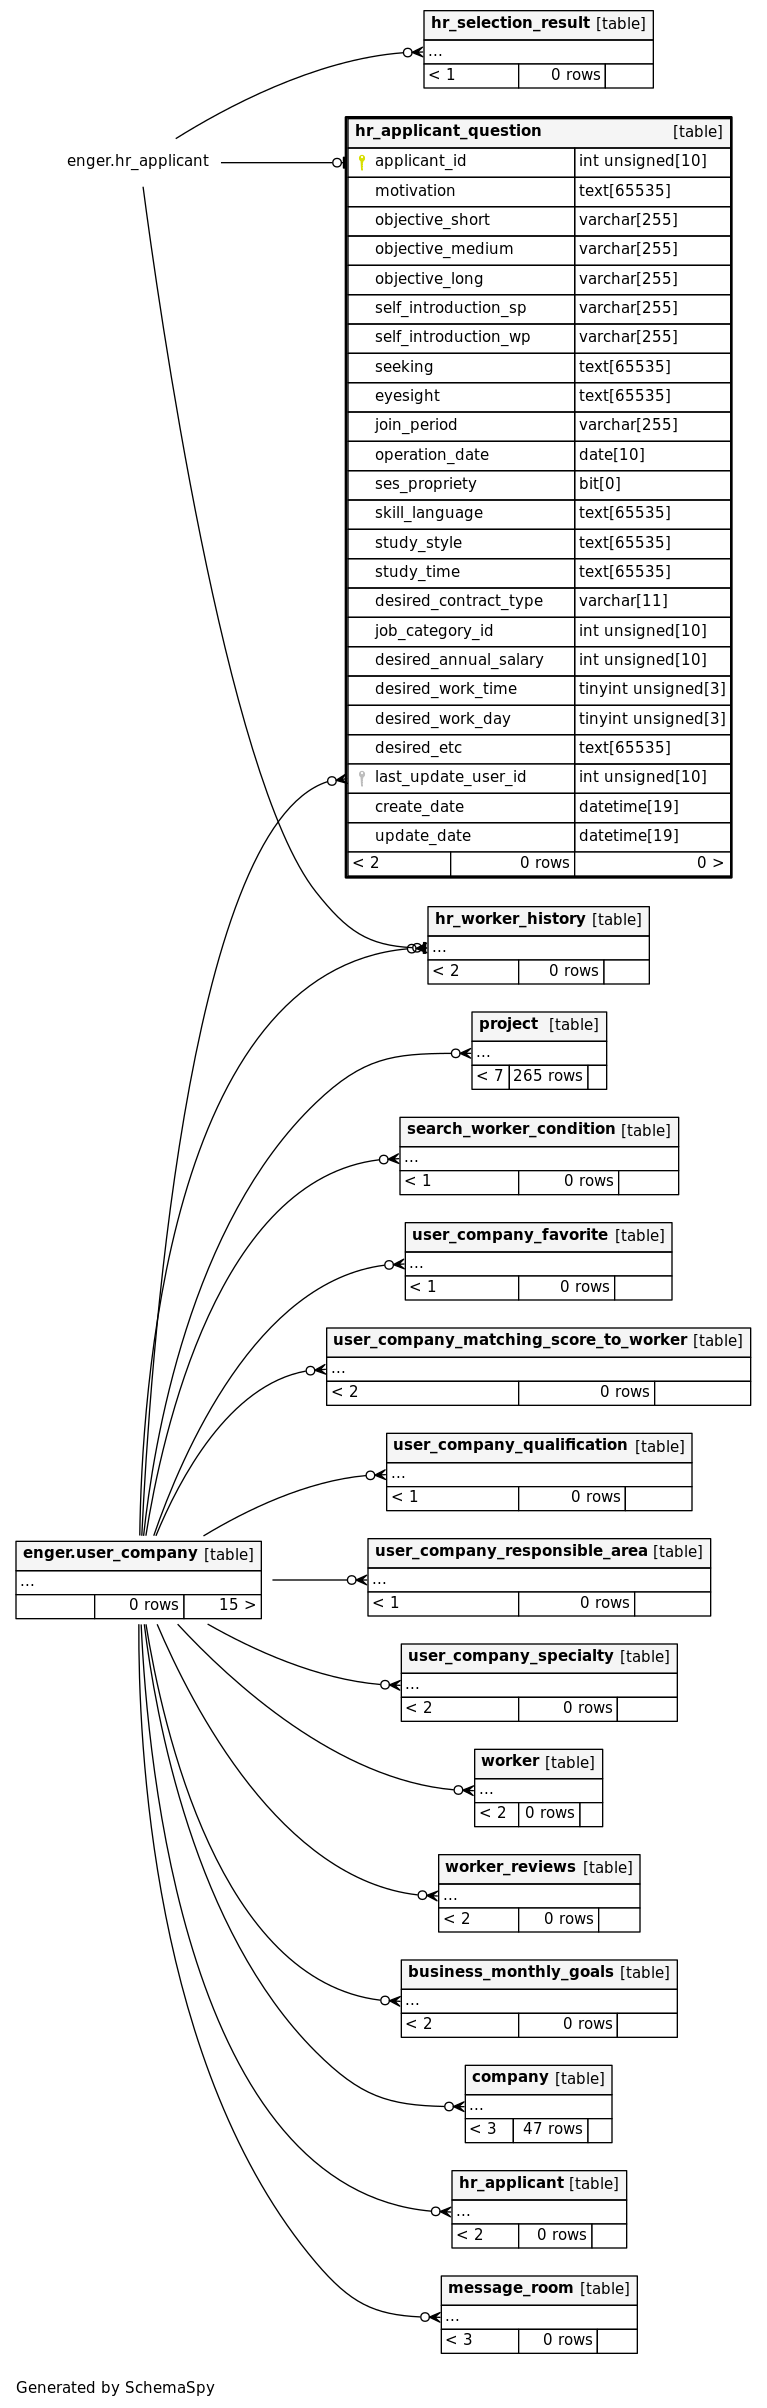 hr_selection_result [table]
...
< 1 0 rows
enger.hr_applicant
hr_applicant_question [table]
applicant_id int unsigned[10]
motivation text[65535]
objective_short varchar[255]
objective_medium varchar[255]
objective_long varchar[255]
self_introduction_sp varchar[255]
self_introduction_wp varchar[255]
seeking text[65535]
eyesight text[65535]
join_period varchar[255]
operation_date date[10]
ses_propriety bit[0]
skill_language text[65535]
study_style text[65535]
study_time text[65535]
desired_contract_type varchar[11]
job_category_id int unsigned[10]
desired_annual_salary int unsigned[10]
desired_work_time tinyint unsigned[3]
desired_work_day tinyint unsigned[3]
desired_etc text[65535]
last_update_user_id int unsigned[10]
create_date datetime[19]
update_date datetime[19]
< 2 0 rows 0 >
hr_worker_history [table]
...
< 2 0 rows
project [table]
...
< 7 265 rows
search_worker_condition [table]
...
< 1 0 rows
user_company_favorite [table]
...
< 1 0 rows
user_company_matching_score_to_worker [table]
...
< 2 0 rows
user_company_qualification [table]
...
< 1 0 rows
enger.user_company [table]
...
0 rows 15 >
user_company_responsible_area [table]
...
< 1 0 rows
user_company_specialty [table]
...
< 2 0 rows
worker [table]
...
< 2 0 rows
worker_reviews [table]
...
< 2 0 rows
business_monthly_goals [table]
...
< 2 0 rows
company [table]
...
< 3 47 rows
hr_applicant [table]
...
< 2 0 rows
message_room [table]
...
< 3 0 rows
Generated by SchemaSpy